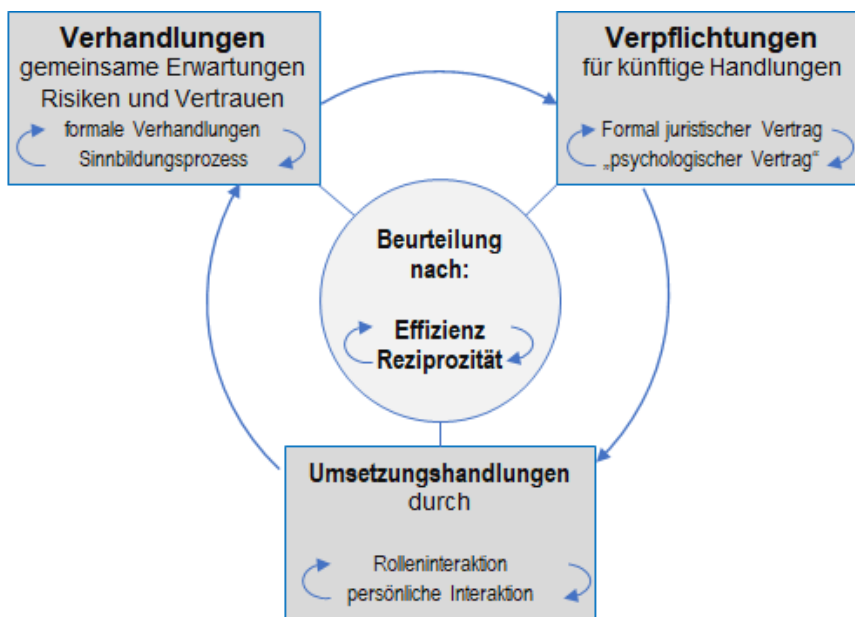 Verhandlungen
gemeinsame Erwartungen
Risiken und Vertrauen
formale Verhandlungen
Sinnbildungsprozess
Verpflichtungen
für künftige Handlungen
Formal juristischer Vertrag
„psychologischer Vertrag“
Beurteilung
nach:
Effizienz
Reziprozität
Umsetzungshandlungen
durch
Rolleninteraktion
persönliche Interaktion